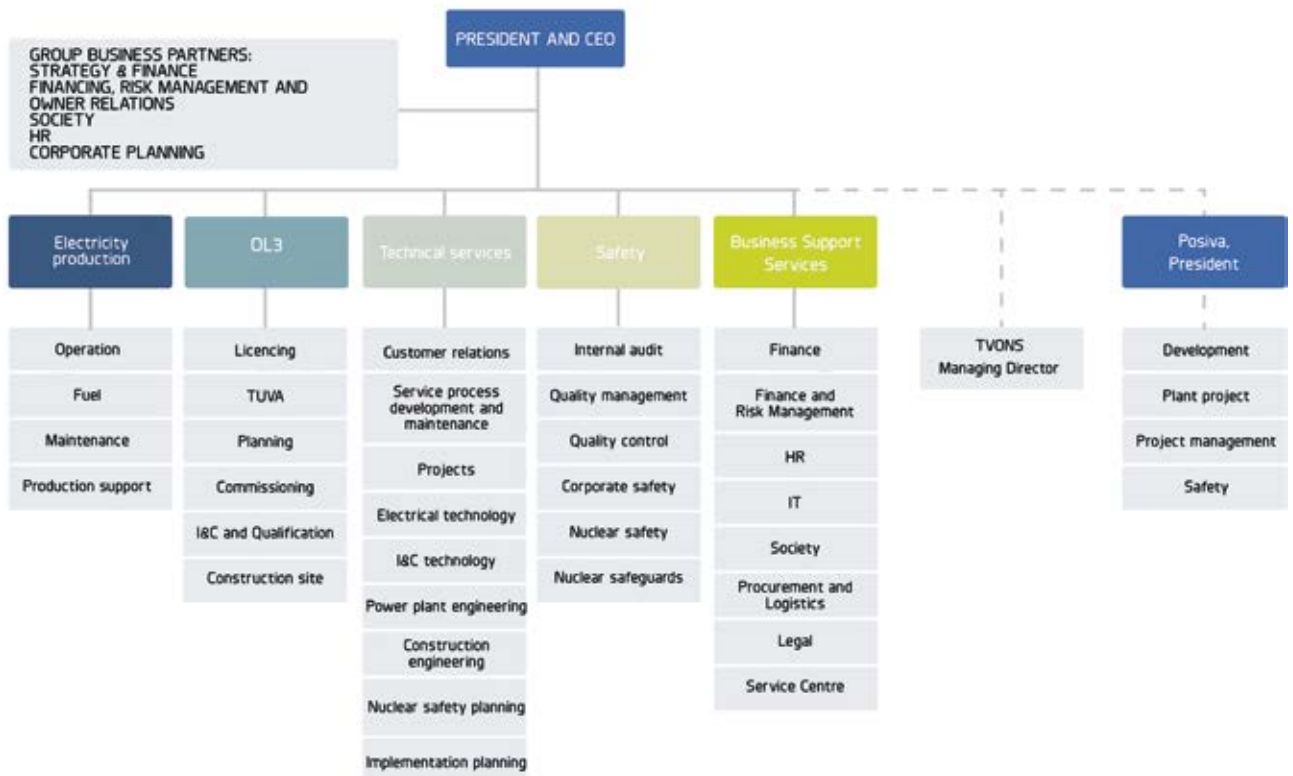 PRESIDENT AND CEO
GROUP BUSINESS PARTNERS:
STRATEGY & FINANCE
FINANCING, RISK MANAGEMENT AND
OWNER RELATIONS
SOCIETY
HR
CORPORATE PLANNING
Electricity
production
Operation
Fuel
Maintenance
Production support
OL3
Licencing
TUVA
Planning
Commissioning
I&C and Qualification
Construction site
Technical services
Customer relations
Service process
development and
maintenance
Projects
Electrical technology
I&C technology
Power plant engineering
Construction
engineering
Nuclear safety planning
Implementation planning
Safety
Internal audit
Quality management
Quality control
Corporate safety
Nuclear safety
Nuclear safeguards
Business Support
Services
Finance
Finance and
Risk Management
HR
IT
Society
Procurement and
Logistics
Legal
Service Centre
TVONS
Managing Director
Posiva,
President
Development
Plant project
Project management
Safety